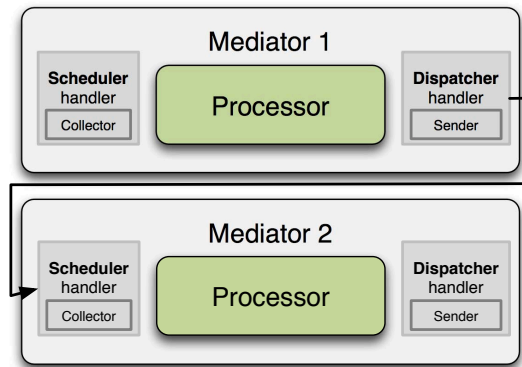 Mediator 1
Scheduler
handler
Collector
Processor
Dispatcher
handler
Sender
Mediator 2
Scheduler
handler
Collector
Processor
Dispatcher
handler
Sender